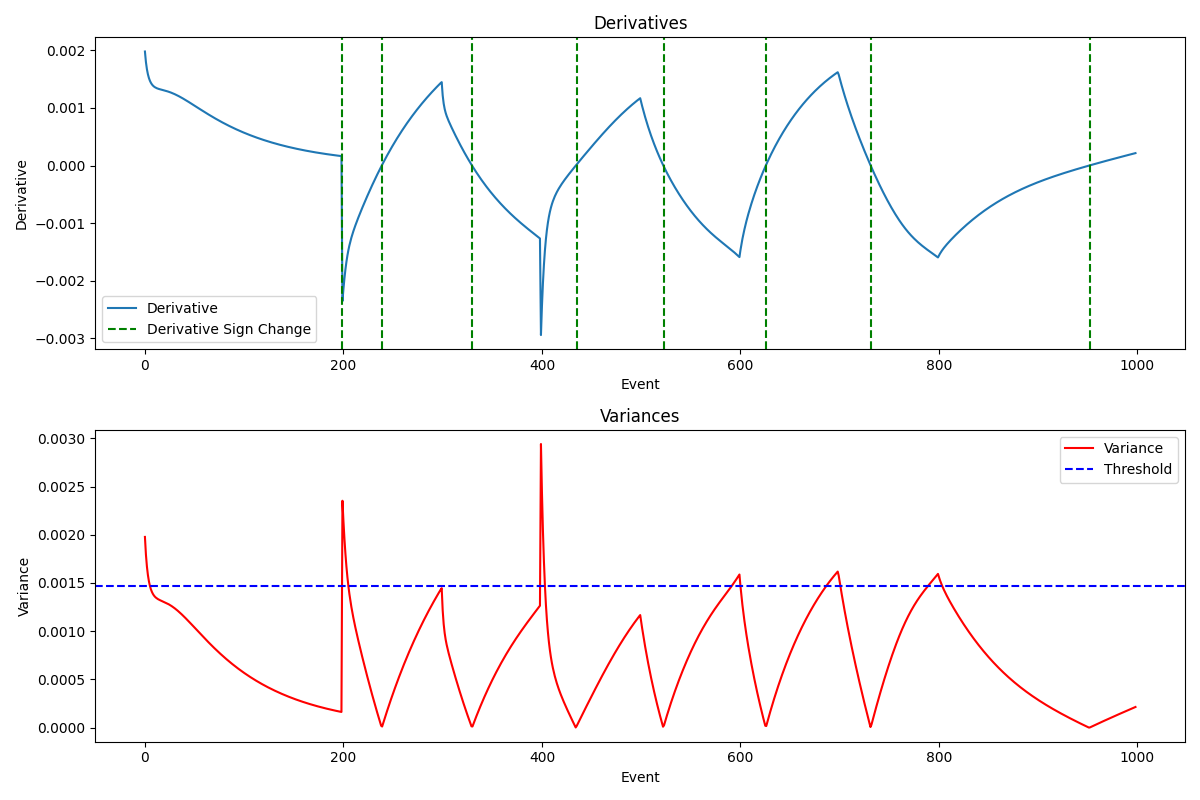 Derivatives
0.002
0.001
0.000
−0.001
−0.002
−0.003
Derivative
Derivative
Derivative Sign Change
0
200
400
600
800
1000
Event
Variances
0.0030
0.0025
0.0020
0.0015
0.0010
0.0005
0.0000
Variance
Variance
Threshold
0
200
400
600
800
1000
Event